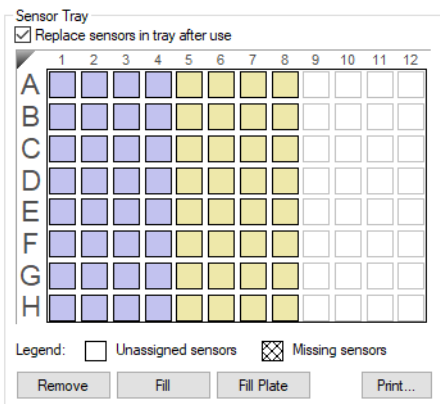 Sensor Tray
Replace sensors in tray after use
1 2 3 4 5 6 7 8 9 10 11 12
A
B
C
D
E
F
G
H
Legend: Unassigned sensors Missing sensors
Remove Fill Fill Plate Print...